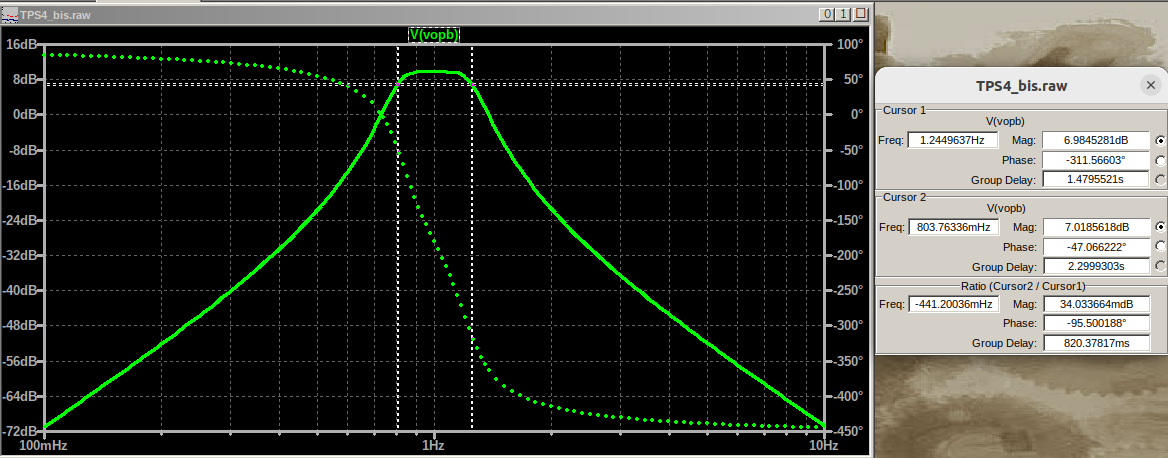 TPS4_bis.raw
V(vopb)
16dB 100°
8dB 50°
0dB 0°
-8dB -50°
-16dB -100°
-24dB -150°
-32dB -200°
-40dB -250°
-48dB -300°
-56dB -350°
-64dB -400°
-72dB -450°
100mHz 1Hz 10Hz
TPS4_bis.raw
Cursor 1
V(vopb)
Freq: 1.2449637Hz Mag: 6.9845281dB
Phase: -311.56603°
Group Delay: 1.4795521s
Cursor 2
V(vopb)
Freq: 803.76336mHz Mag: 7.0185618dB
Phase: -47.066222°
Group Delay: 2.2999303s
Ratio (Cursor2 / Cursor1)
Freq: -441.20036mHz Mag: 34.033664mdB
Phase: -95.500188°
Group Delay: 820.37817ms